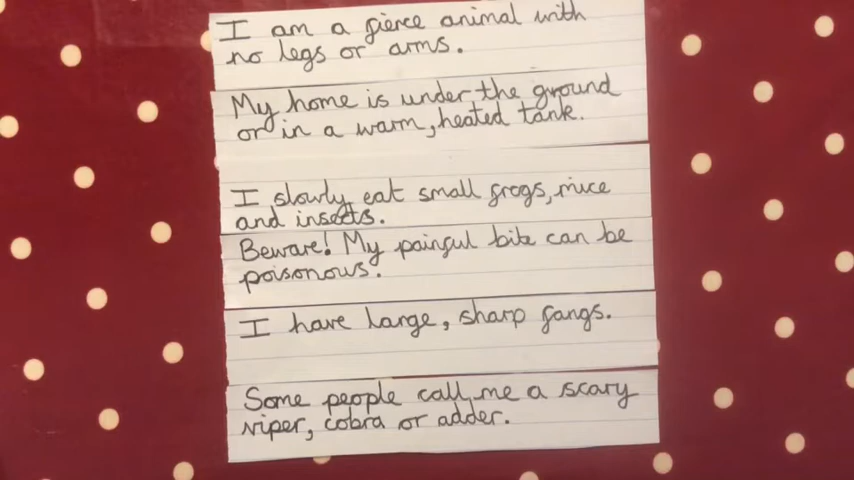 I am a fierce animal with
no legs or arms.
My home is under the ground
or in a warm, heated tank.
I slowly eat small frogs, mice
and insects.
Beware! My painful bite can be
poisonous.
I have large, sharp fangs.
Some people call me a scary
viper, cobra or adder.